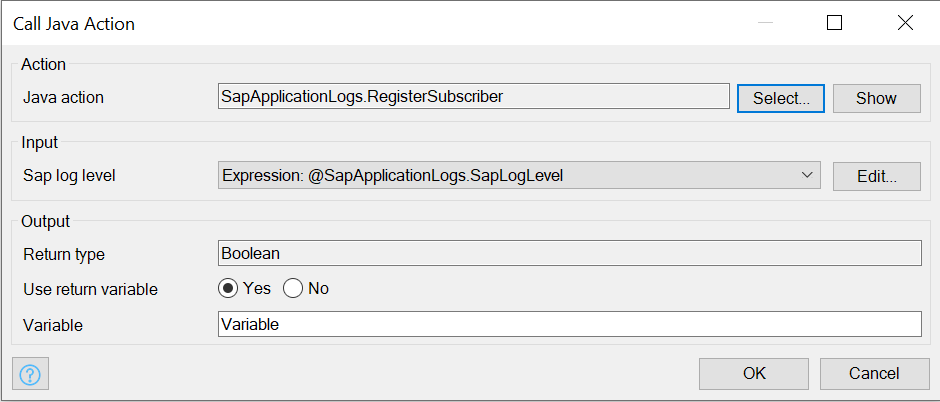 Call Java Action
Action
Java action SapApplicationLogs.RegisterSubscriber Select... Show
Input
Sap log level Expression: @SapApplicationLogs.SapLogLevel Edit...
Output
Return type Boolean
Use return variable Yes No
Variable Variable
? OK Cancel